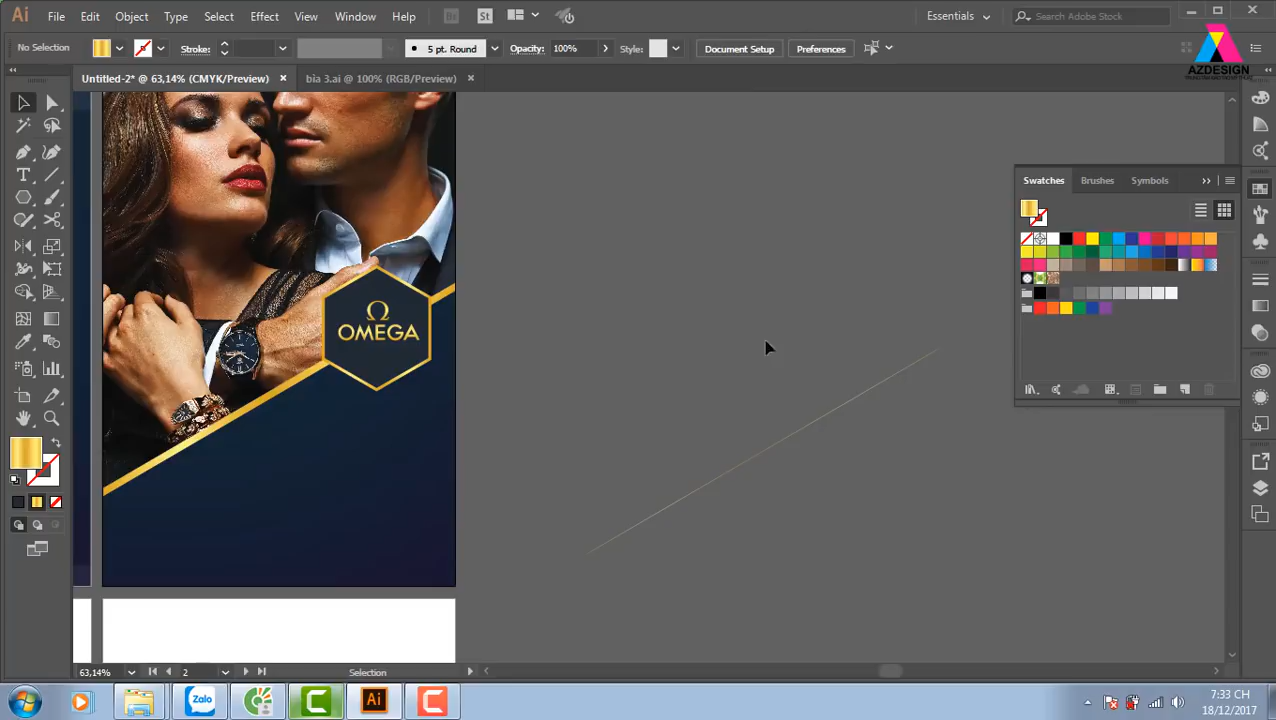 Ai File Edit Object Type Select Effect View Window Help Br St Essentials Search Adobe Stock
No Selection Stroke: 5 pt. Round Opacity: 100% Style: Document Setup Preferences
AZDESIGN
Untitled-2* @ 63,14% (CMYK/Preview) bia 3.ai @ 100% (RGB/Preview)
Swatches Brushes Symbols
Ω
OMEGA
63,14% 2 Selection
Zalo Ai 7:33 CH
18/12/2017